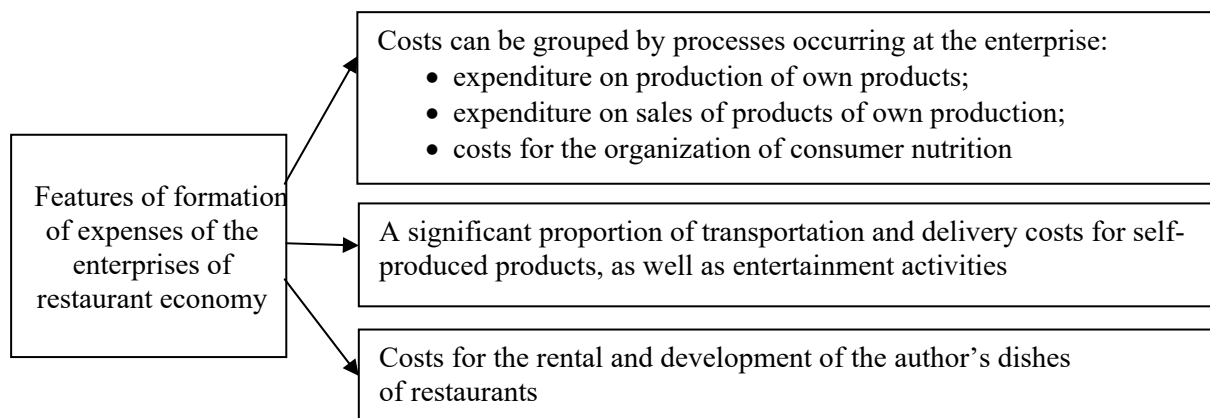 Features of formation
of expenses of the
enterprises of
restaurant economy
Costs can be grouped by processes occurring at the enterprise:
• expenditure on production of own products;
• expenditure on sales of products of own production;
• costs for the organization of consumer nutrition
A significant proportion of transportation and delivery costs for self-
produced products, as well as entertainment activities
Costs for the rental and development of the author’s dishes
of restaurants